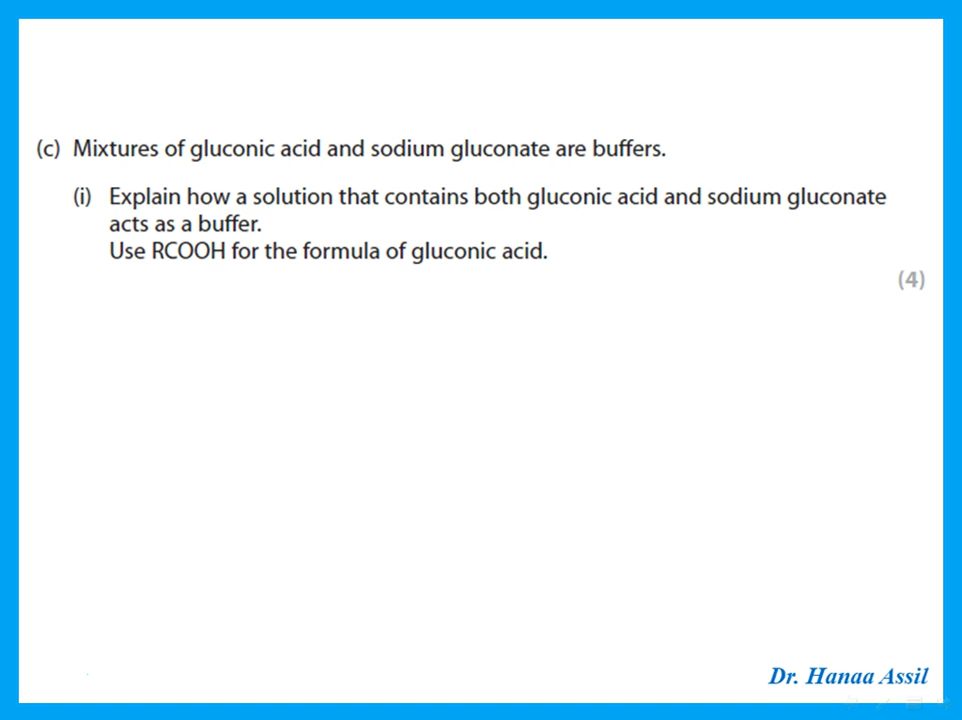 (c) Mixtures of gluconic acid and sodium gluconate are buffers.
(i) Explain how a solution that contains both gluconic acid and sodium gluconate
acts as a buffer.
Use RCOOH for the formula of gluconic acid.
(4)
Dr. Hanaa Assil